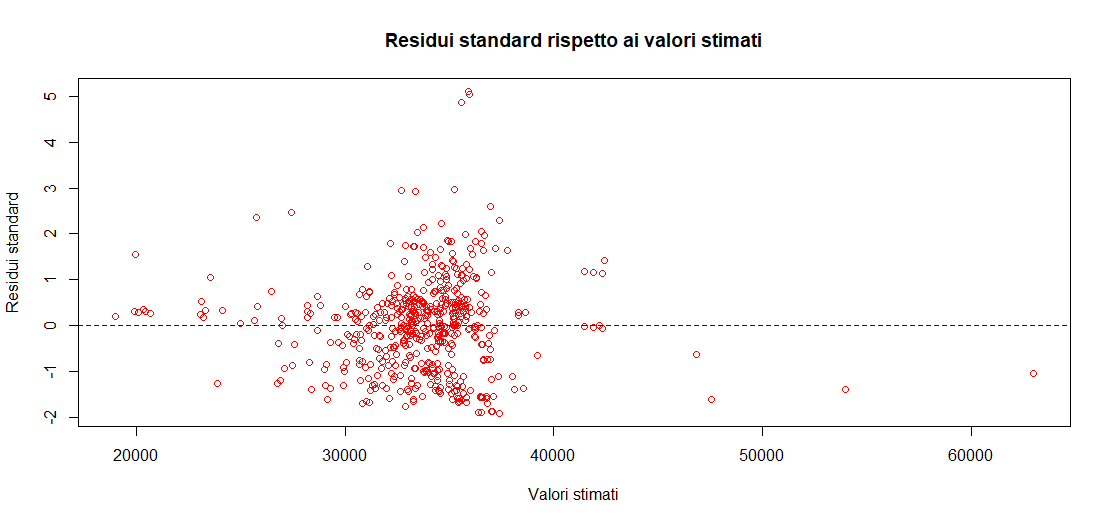 Residui standard rispetto ai valori stimati
Residui standard
5
4
3
2
1
0
-1
-2
20000 30000 40000 50000 60000
Valori stimati